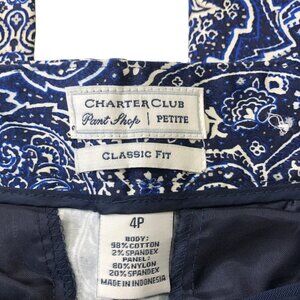 CHARTER CLUB
Pant Shop | PETITE
CLASSIC FIT
4P
BODY:
98% COTTON
2% SPANDEX
PANEL:
80% NYLON
20% SPANDEX
MADE IN INDONESIA